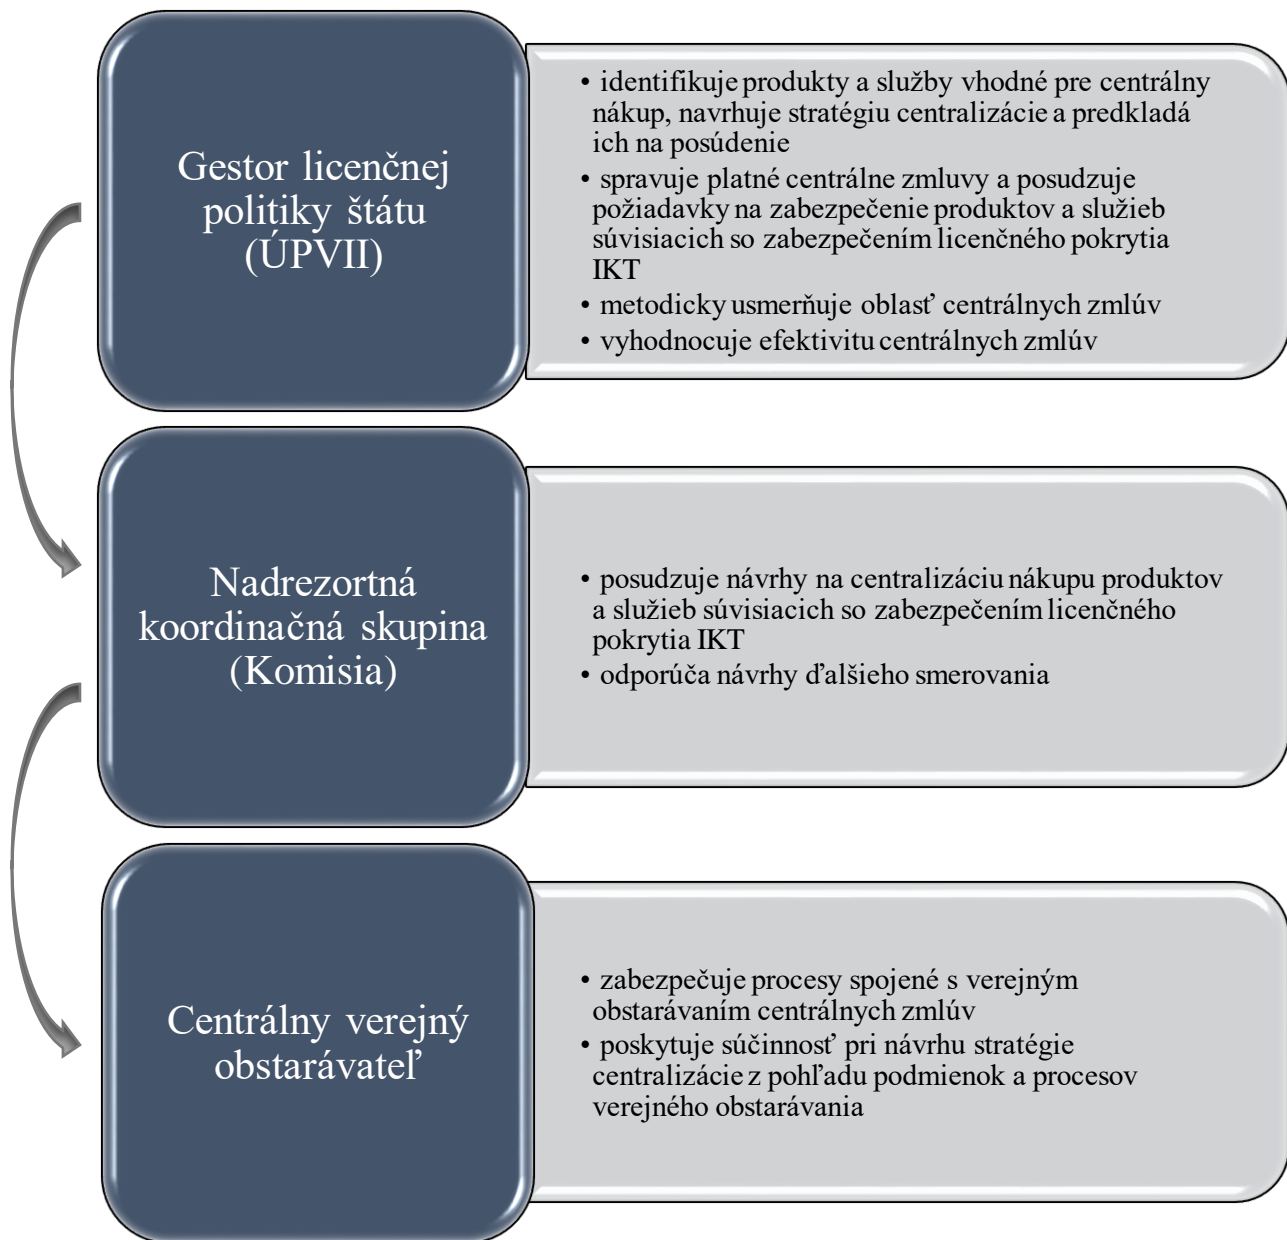 Gestor licenčnej
politiky štátu
(ÚPVII)
• identifikuje produkty a služby vhodné pre centrálny
nákup, navrhuje stratégiu centralizácie a predkladá
ich na posúdenie
• spravuje platné centrálne zmluvy a posudzuje
požiadavky na zabezpečenie produktov a služieb
súvisiacich so zabezpečením licenčného pokrytia
IKT
• metodicky usmerňuje oblasť centrálnych zmlúv
• vyhodnocuje efektivitu centrálnych zmlúv
Nadrezortná
koordinačná skupina
(Komisia)
• posudzuje návrhy na centralizáciu nákupu produktov
a služieb súvisiacich so zabezpečením licenčného
pokrytia IKT
• odporúča návrhy ďalšieho smerovania
Centrálny verejný
obstarávateľ
• zabezpečuje procesy spojené s verejným
obstarávaním centrálnych zmlúv
• poskytuje súčinnosť pri návrhu stratégie
centralizácie z pohľadu podmienok a procesov
verejného obstarávania